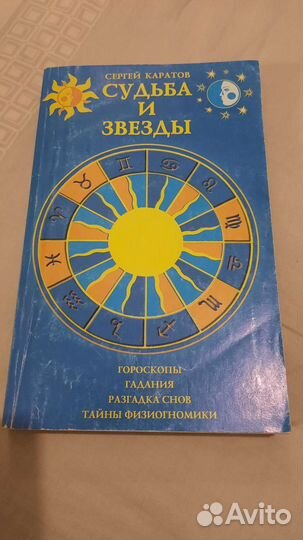 СЕРГЕЙ КАРАТОВ
СУДЬБА
И
ЗВЕЗДЫ
ГОРОСКОПЫ
ГАДАНИЯ
РАЗГАДКА СНОВ
ТАЙНЫ ФИЗИОГНОМИКИ
Avito